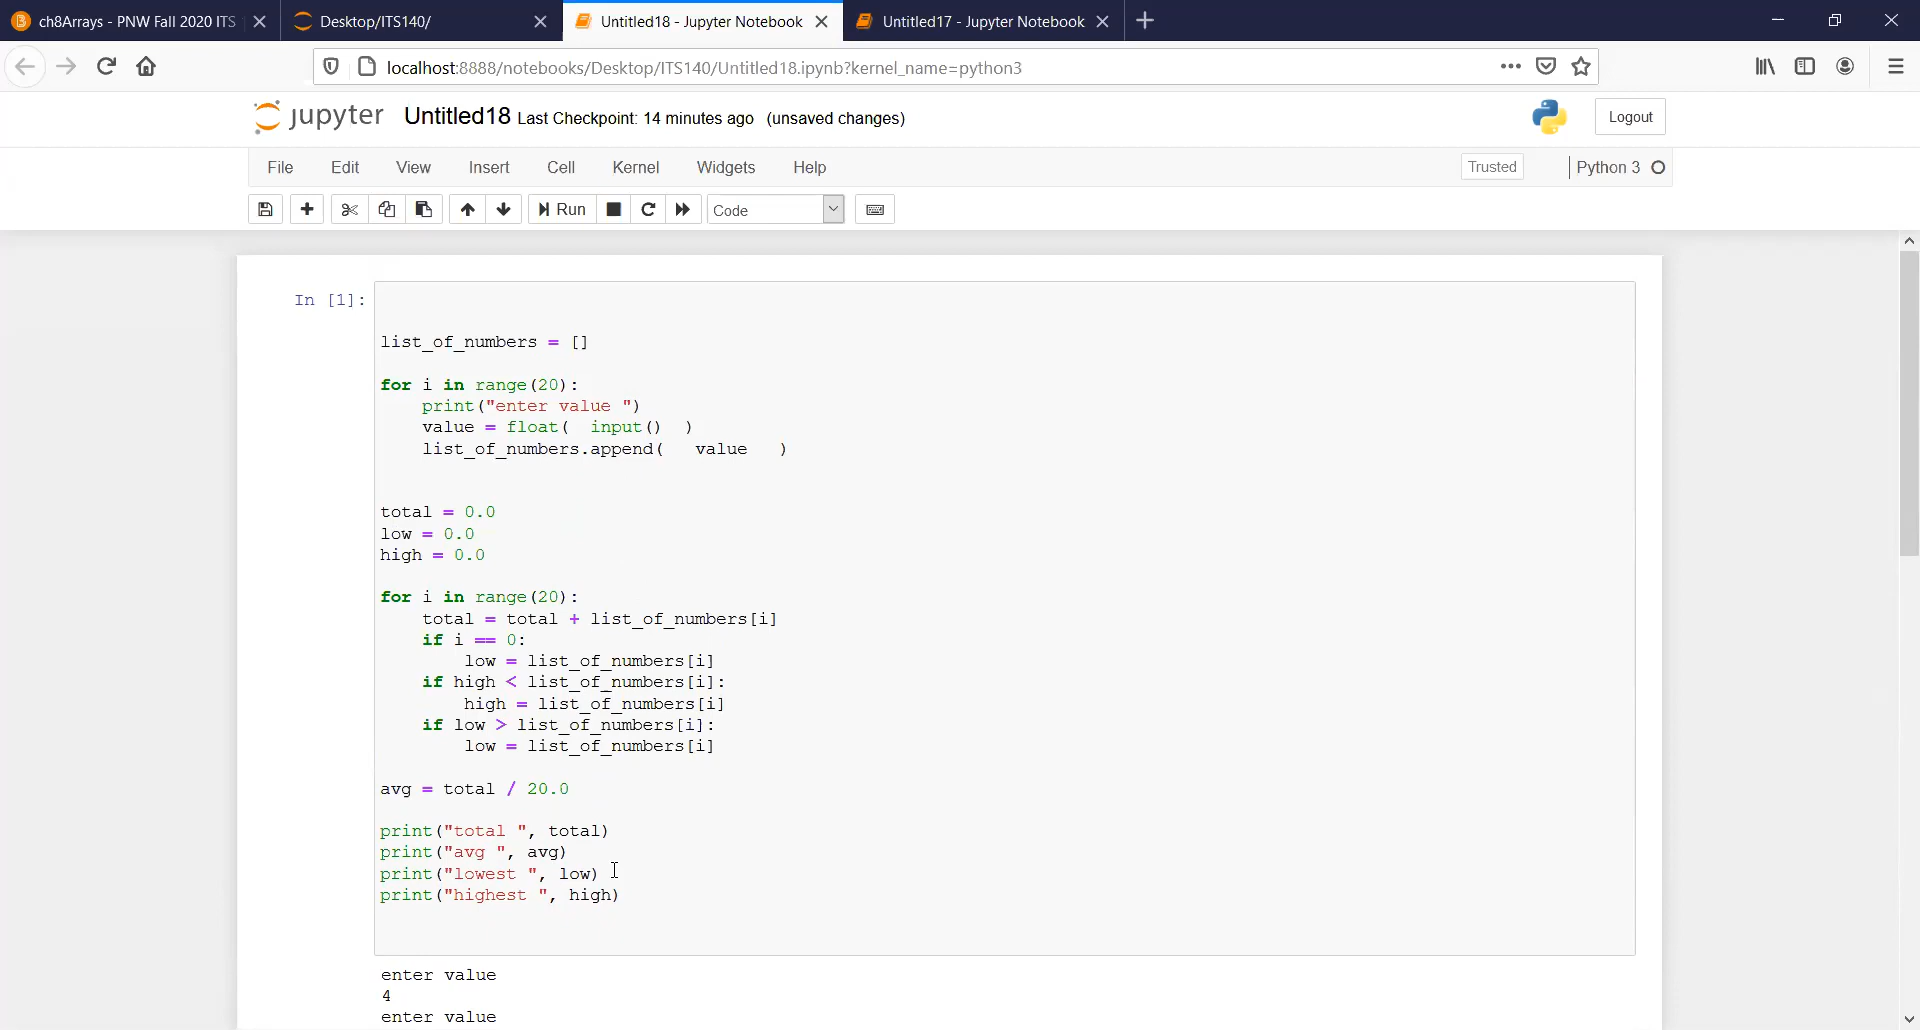 ch8Arrays - PNW Fall 2020 ITS
Desktop/ITS140/
Untitled18 - Jupyter Notebook
Untitled17 - Jupyter Notebook
localhost:8888/notebooks/Desktop/ITS140/Untitled18.ipynb?kernel_name=python3
jupyter Untitled18 Last Checkpoint: 14 minutes ago (unsaved changes)
Logout
File Edit View Insert Cell Kernel Widgets Help
Trusted
Python 3
Run
Code
In [1]:
list_of_numbers = []
for i in range(20):
    print("enter value ")
    value = float(  input()  )
    list_of_numbers.append(   value   )
total = 0.0
low = 0.0
high = 0.0
for i in range(20):
    total = total + list_of_numbers[i]
    if i == 0:
        low = list_of_numbers[i]
    if high < list_of_numbers[i]:
        high = list_of_numbers[i]
    if low > list_of_numbers[i]:
        low = list_of_numbers[i]
avg = total / 20.0
print("total ", total)
print("avg ", avg)
print("lowest ", low)
print("highest ", high)
enter value
4
enter value